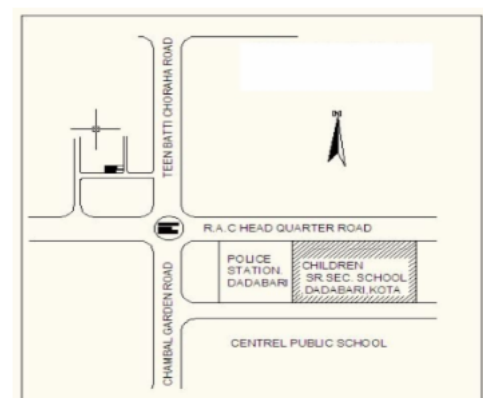 TEEN BATTI CHORAHA ROAD
N
R.A.C HEAD QUARTER ROAD
POLICE
STATION.
DADABARI
CHILDREN
SR.SEC. SCHOOL
DADABARI,KOTA
CHAMBAL GARDEN ROAD
CENTREL PUBLIC SCHOOL